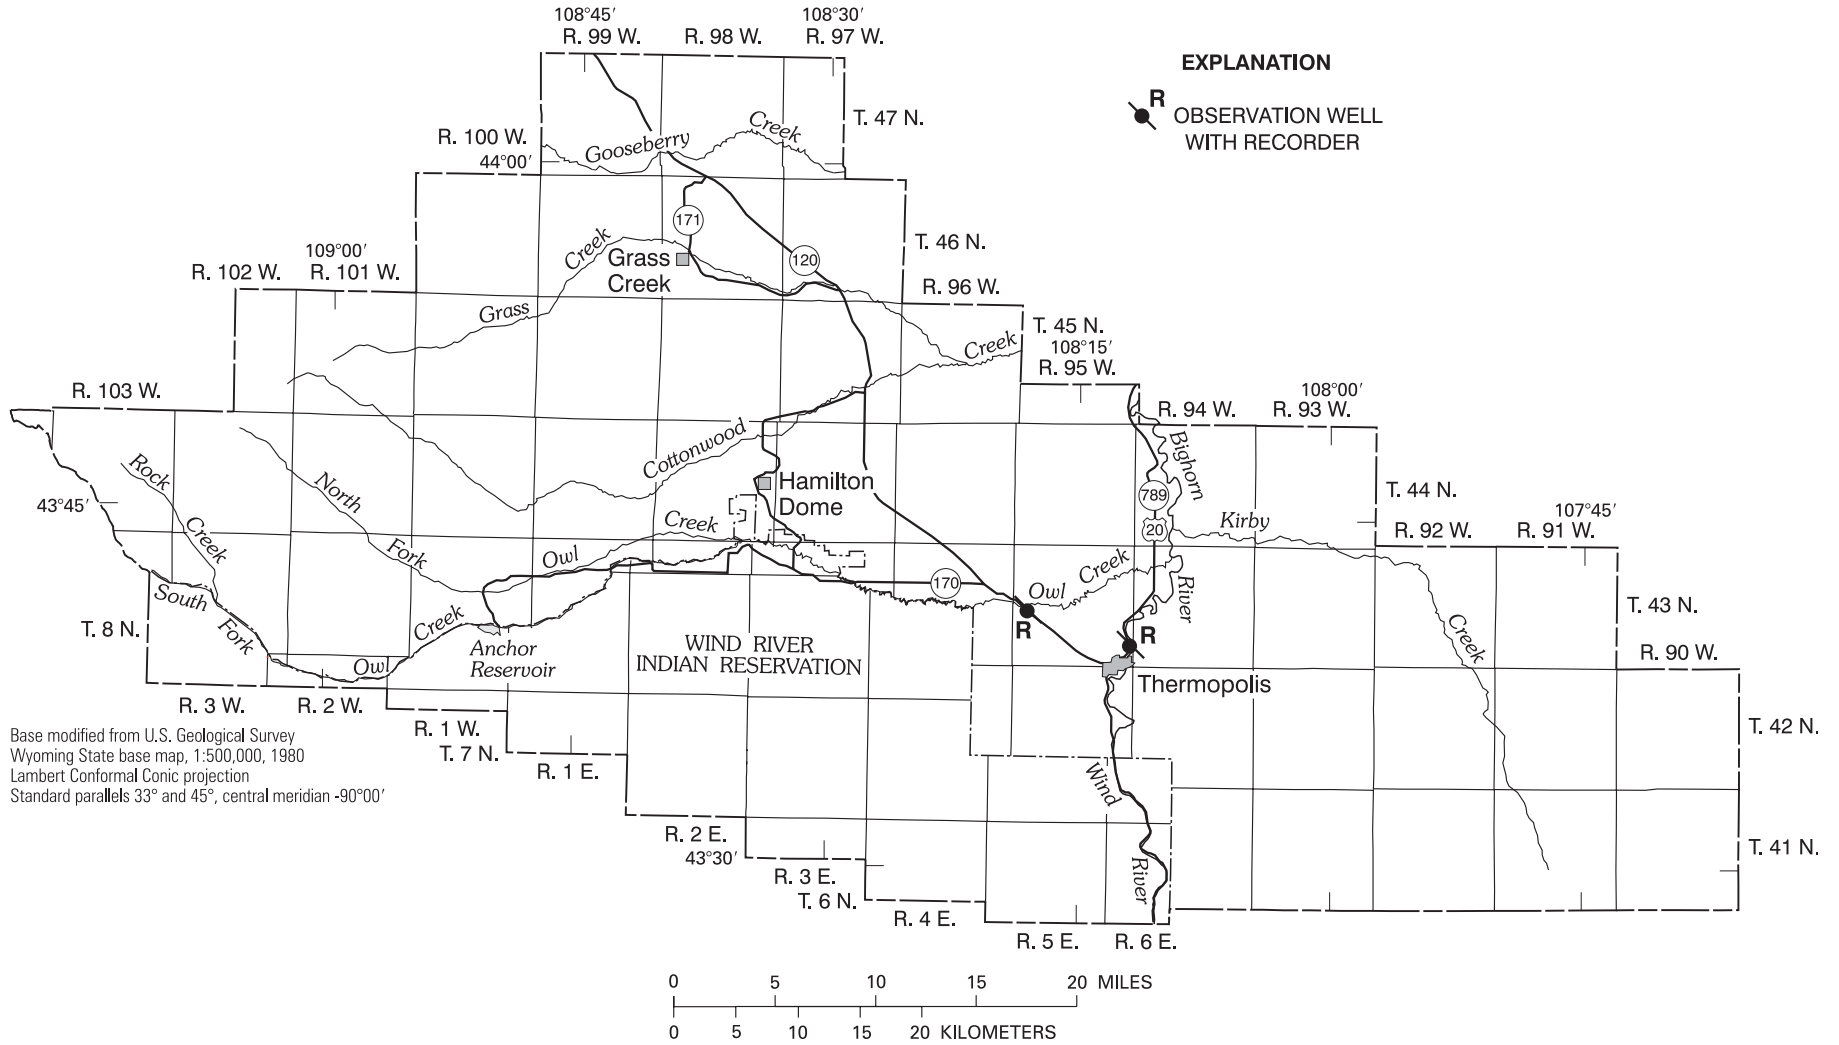 108°45′
108°30′
R. 99 W.
R. 98 W.
R. 97 W.
EXPLANATION
R
OBSERVATION WELL
WITH RECORDER
T. 47 N.
R. 100 W.
44°00′
Gooseberry
Creek
171
120
T. 46 N.
109°00′
R. 102 W.
R. 101 W.
Creek
Grass
Creek
R. 96 W.
Grass
T. 45 N.
108°15′
R. 95 W.
Creek
R. 103 W.
108°00′
R. 94 W.
R. 93 W.
Cottonwood
Bighorn
Rock
North
Hamilton
Dome
43°45′
789
T. 44 N.
107°45′
R. 92 W.
R. 91 W.
Creek
Creek
Kirby
20
Fork
Owl
Creek
River
170
Owl
South
Fork
T. 8 N.
Creek
R
R
Creek
T. 43 N.
Owl
Anchor
Reservoir
WIND RIVER
INDIAN RESERVATION
R. 90 W.
Thermopolis
R. 3 W.
R. 2 W.
R. 1 W.
T. 7 N.
T. 42 N.
Base modified from U.S. Geological Survey
Wyoming State base map, 1:500,000, 1980
Lambert Conformal Conic projection
Standard parallels 33° and 45°, central meridian -90°00′
R. 1 E.
Wind
R. 2 E.
43°30′
T. 41 N.
R. 3 E.
T. 6 N.
River
R. 4 E.
R. 5 E.
R. 6 E.
0 5 10 15 20 MILES
0 5 10 15 20 KILOMETERS